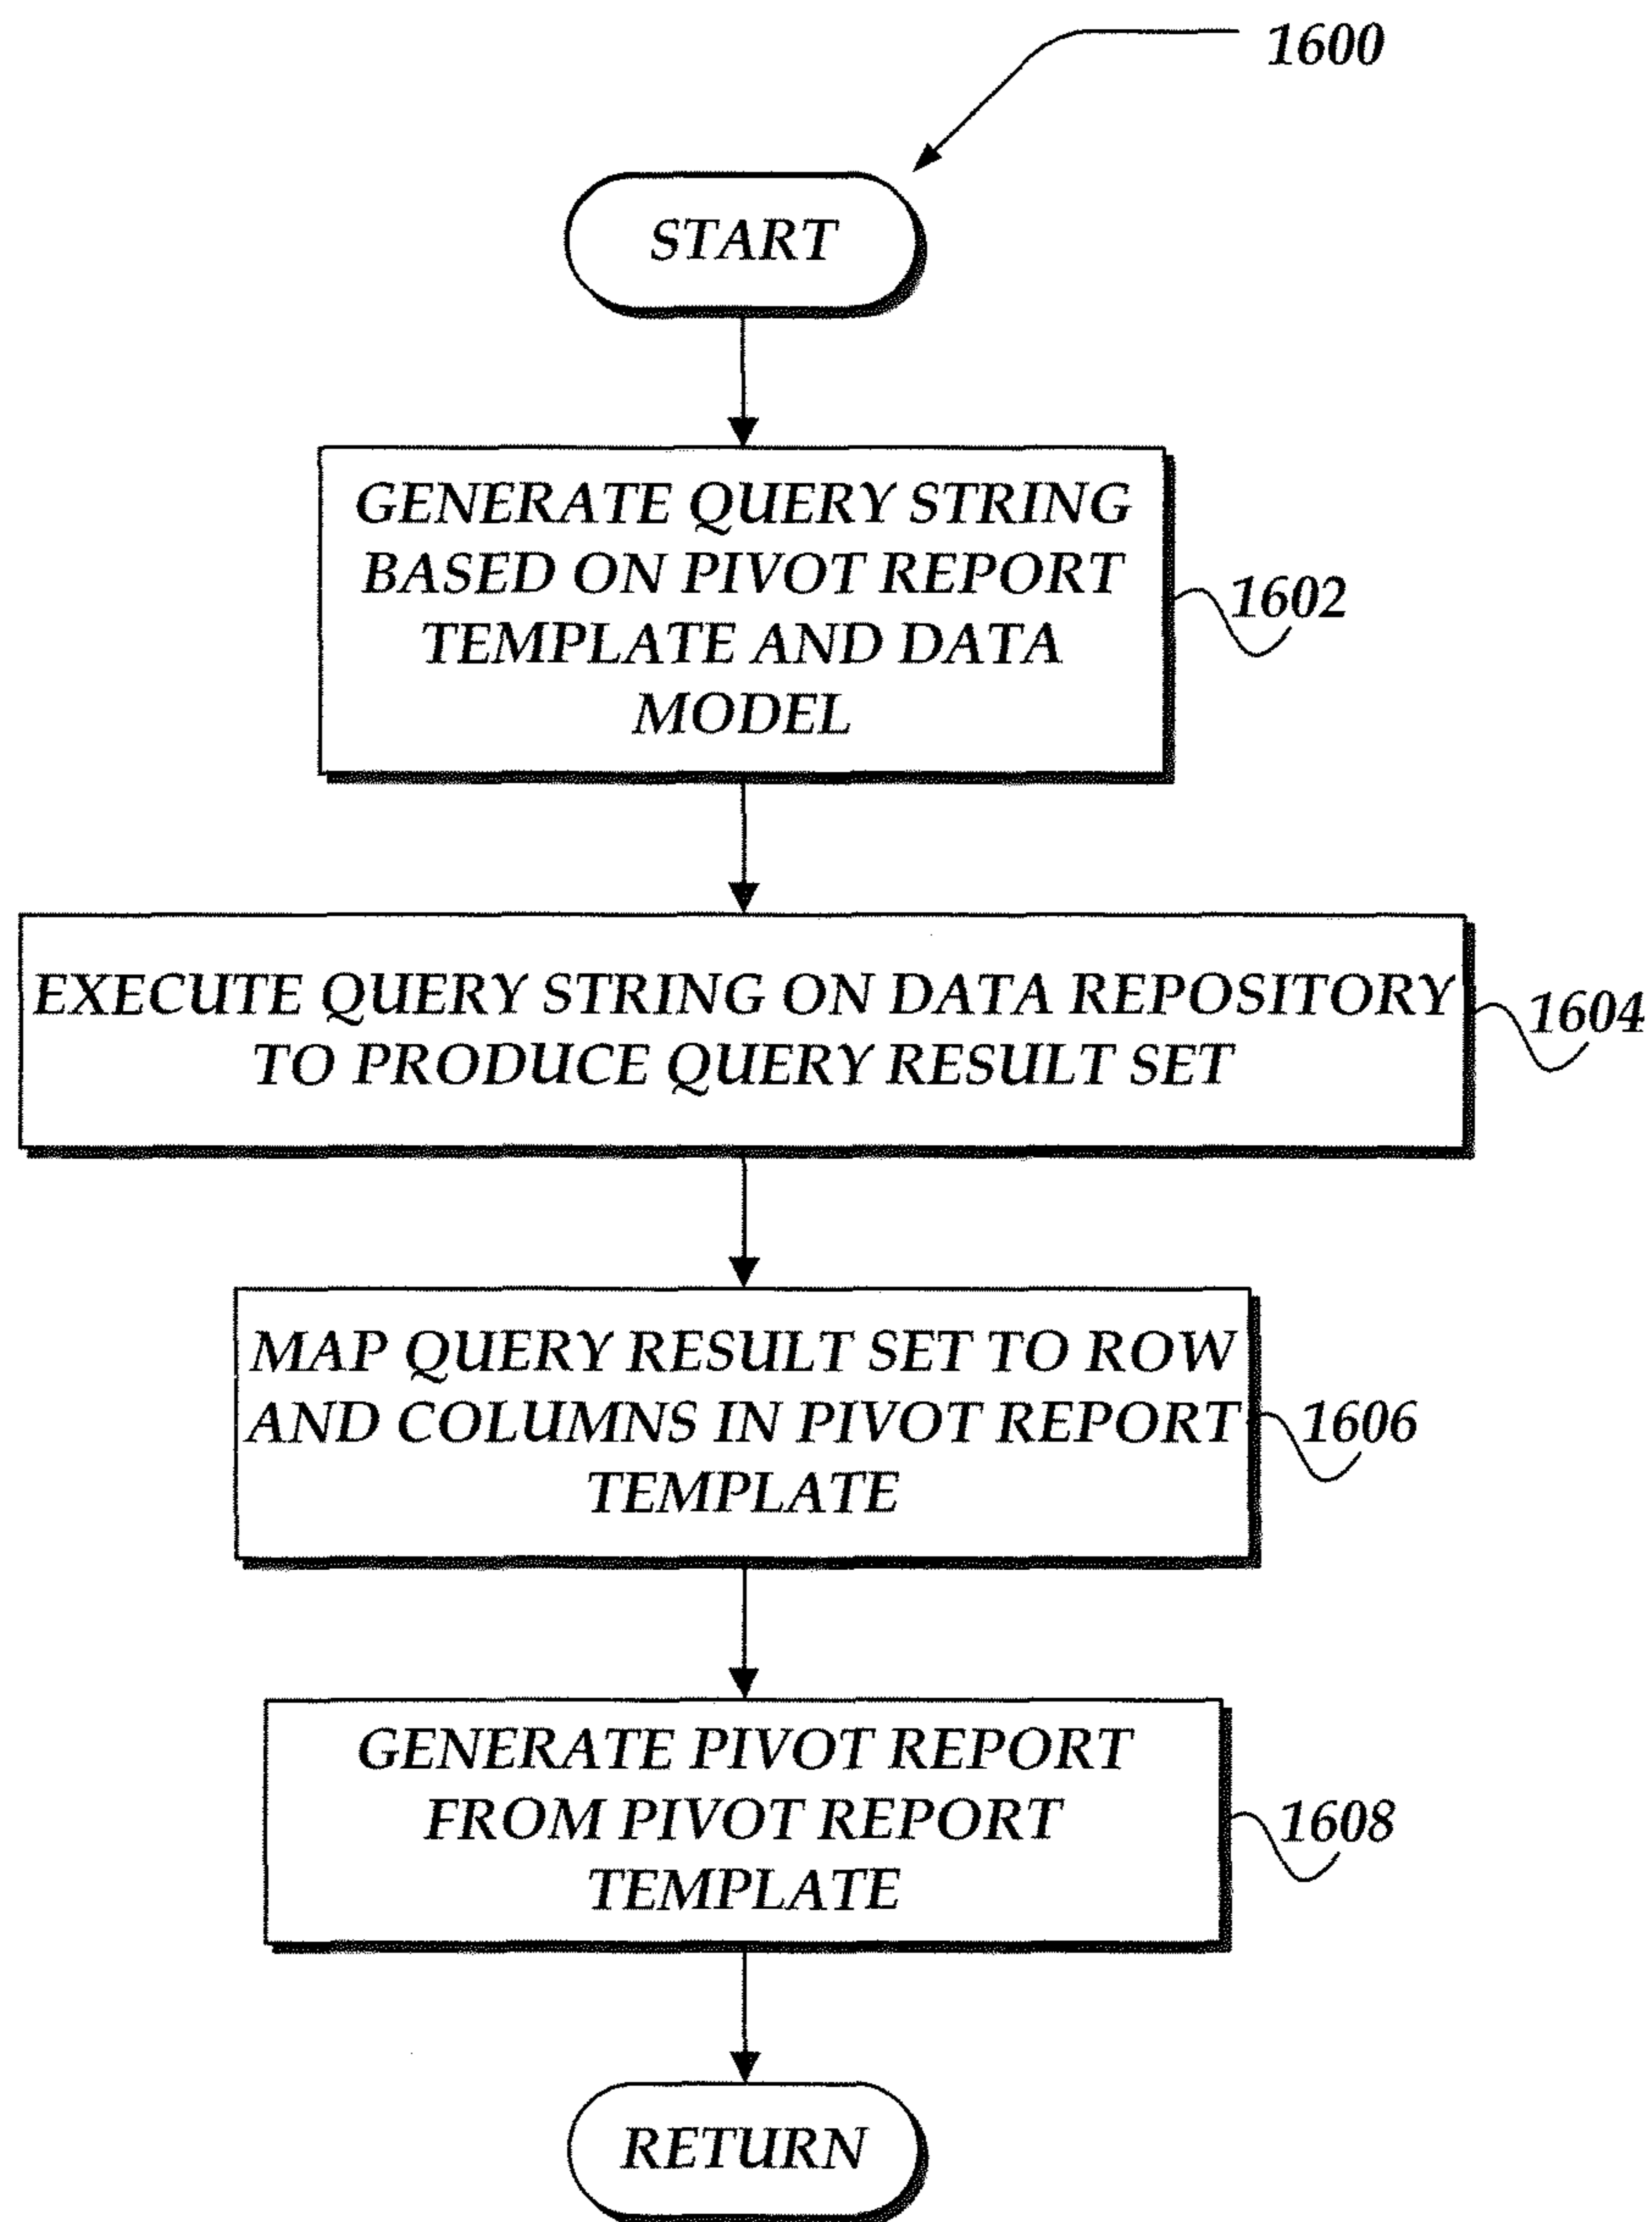 1600
START
GENERATE QUERY STRING
BASED ON PIVOT REPORT
TEMPLATE AND DATA
MODEL
1602
EXECUTE QUERY STRING ON DATA REPOSITORY
TO PRODUCE QUERY RESULT SET
1604
MAP QUERY RESULT SET TO ROW
AND COLUMNS IN PIVOT REPORT
TEMPLATE
1606
GENERATE PIVOT REPORT
FROM PIVOT REPORT
TEMPLATE
1608
RETURN